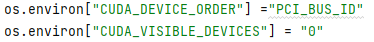 os.environ["CUDA_DEVICE_ORDER"] ="PCI_BUS_ID"
os.environ["CUDA_VISIBLE_DEVICES"] = "0"